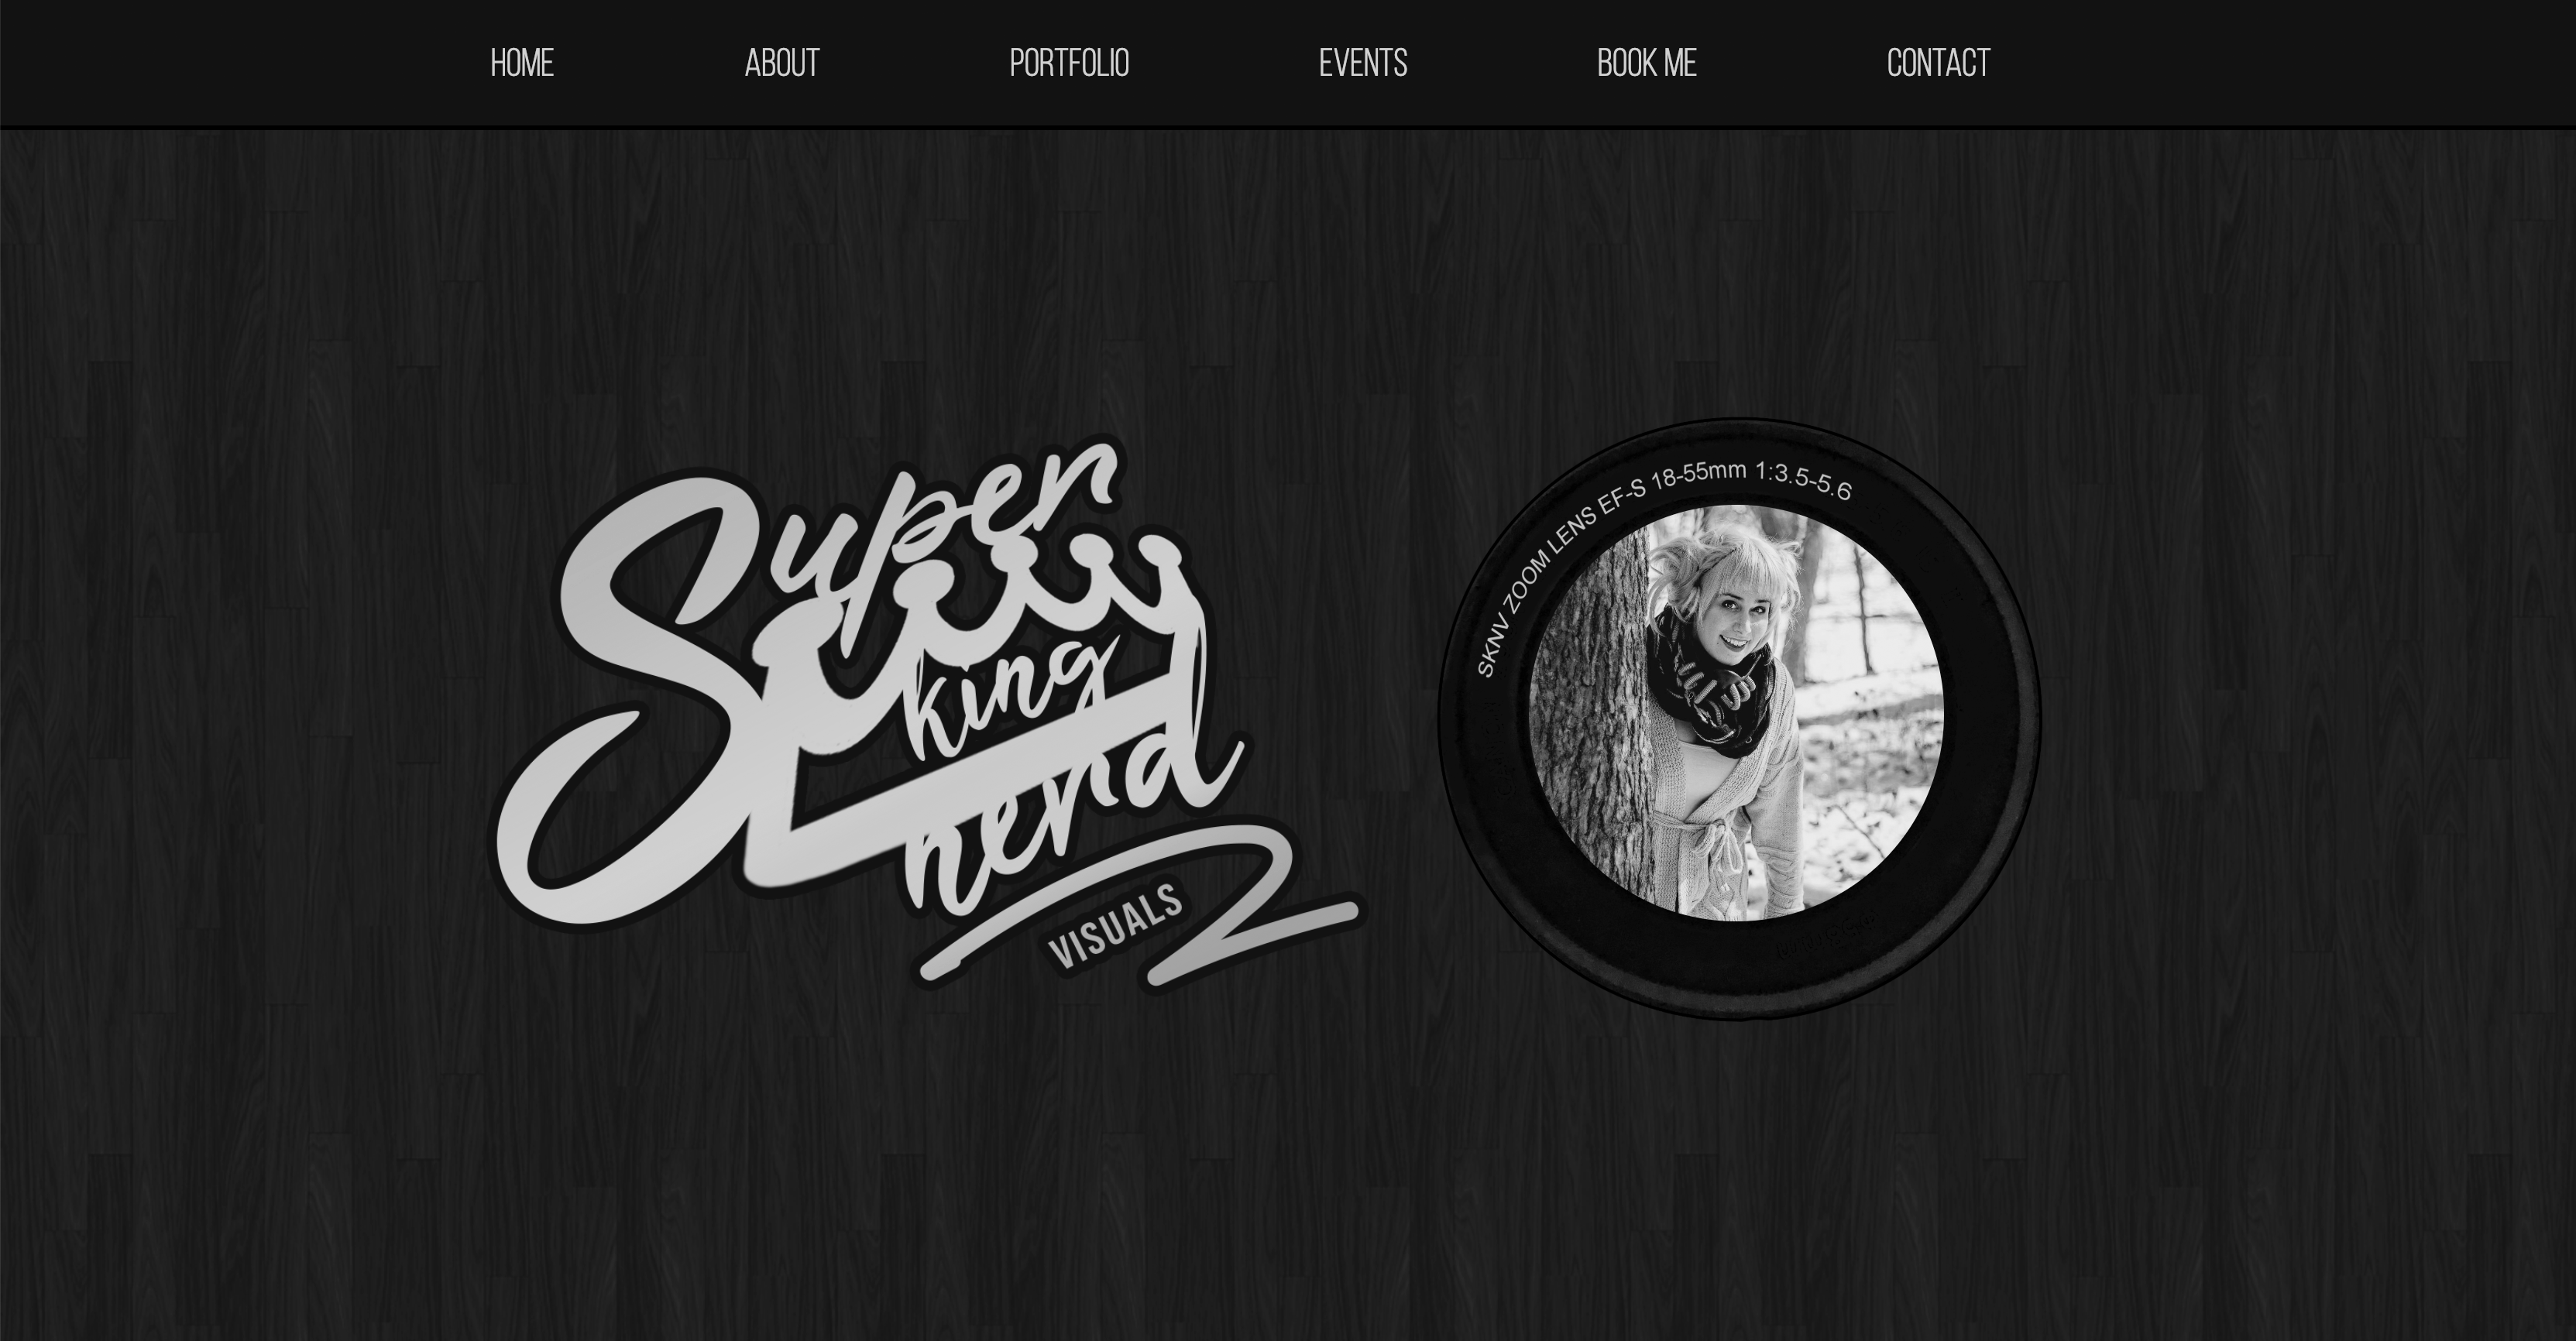 HOME ABOUT PORTFOLIO EVENTS BOOK ME CONTACT
Super
king
nerd
VISUALS
SKNV ZOOM LENS EF-S 18-55mm 1:3.5-5.6